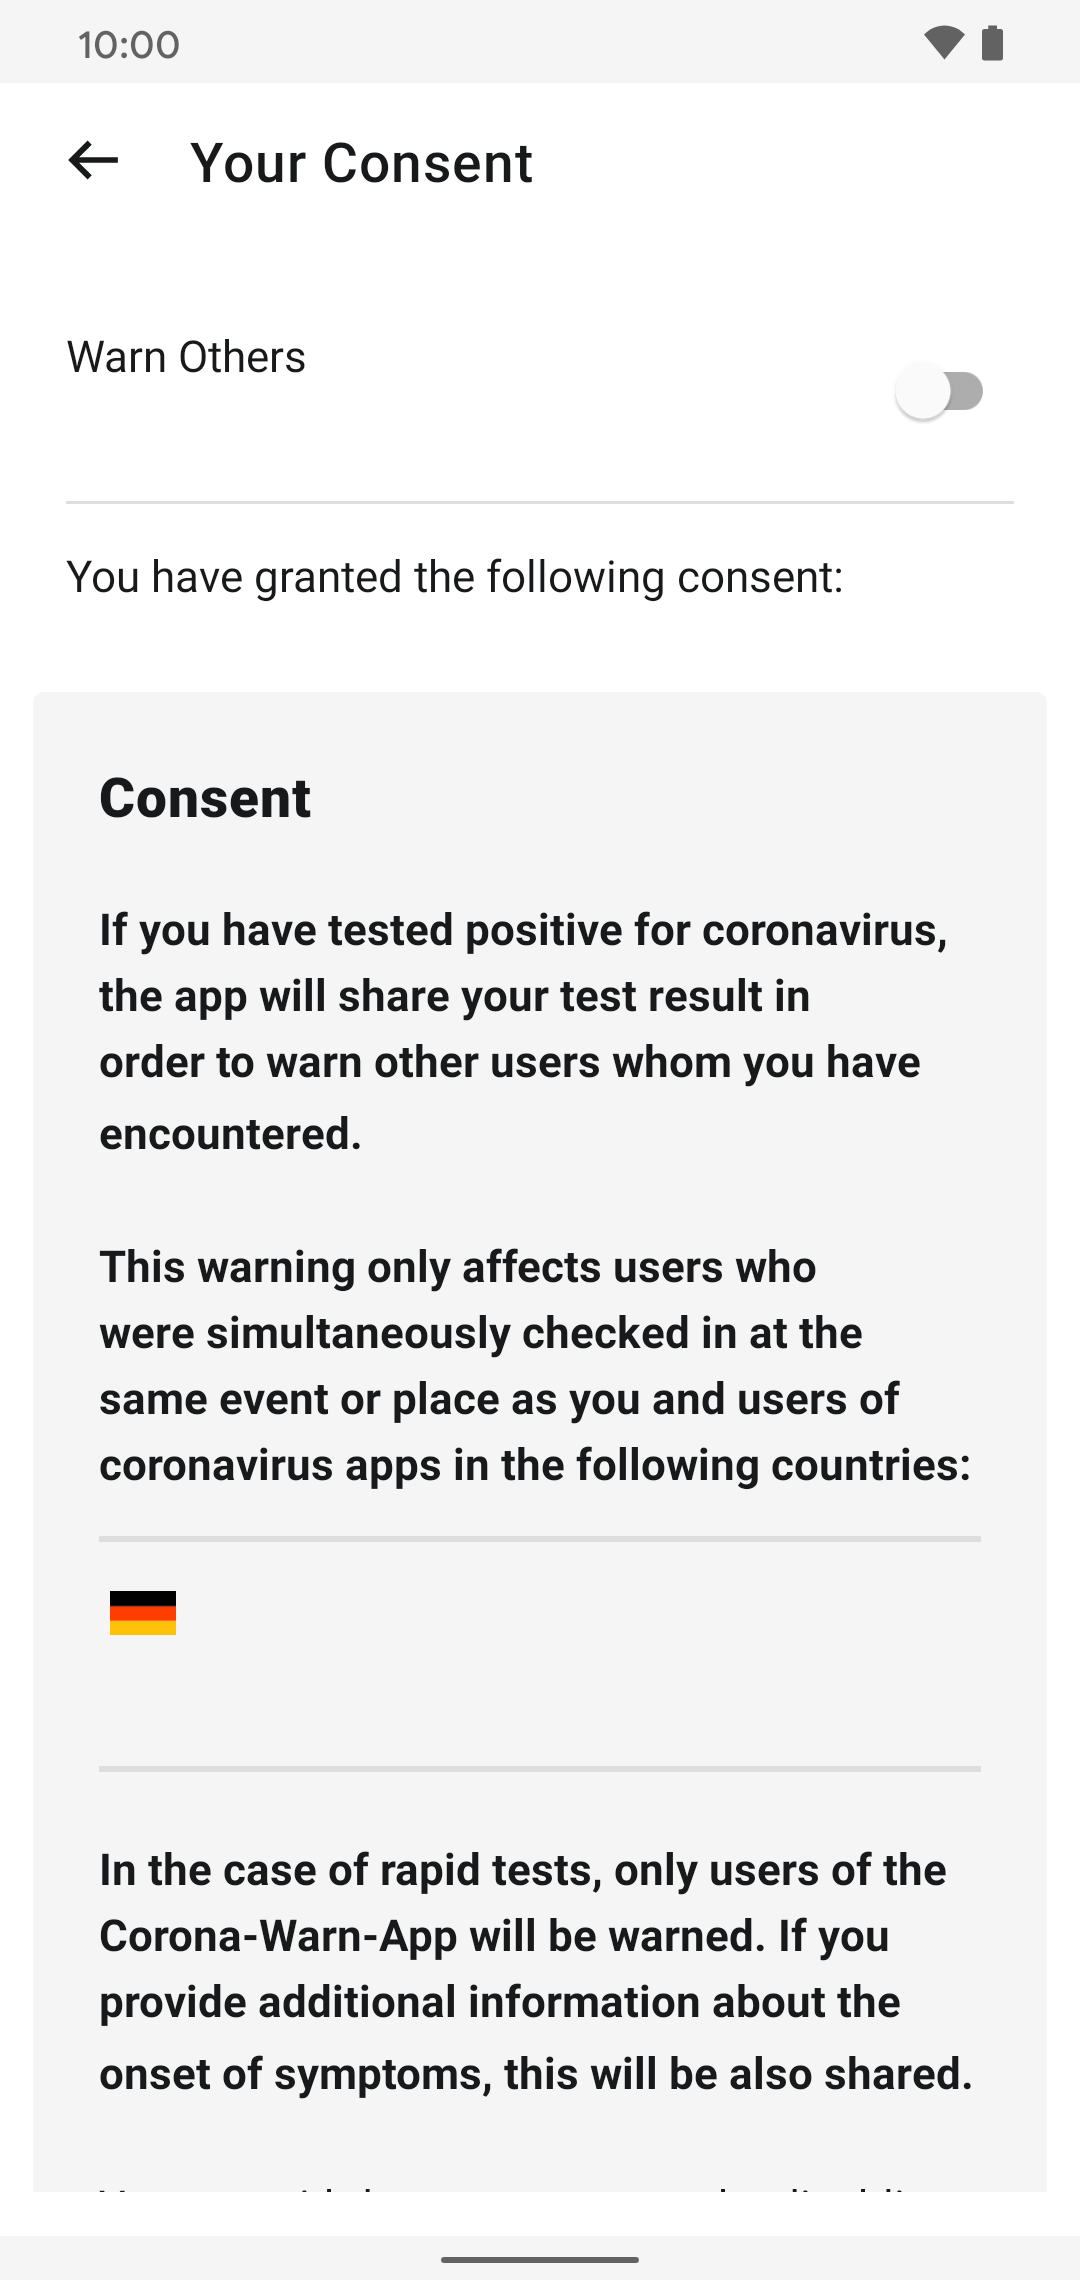 10:00
Your Consent
Warn Others
You have granted the following consent:
Consent
If you have tested positive for coronavirus,
the app will share your test result in
order to warn other users whom you have
encountered.
This warning only affects users who
were simultaneously checked in at the
same event or place as you and users of
coronavirus apps in the following countries:
In the case of rapid tests, only users of the
Corona-Warn-App will be warned. If you
provide additional information about the
onset of symptoms, this will be also shared.